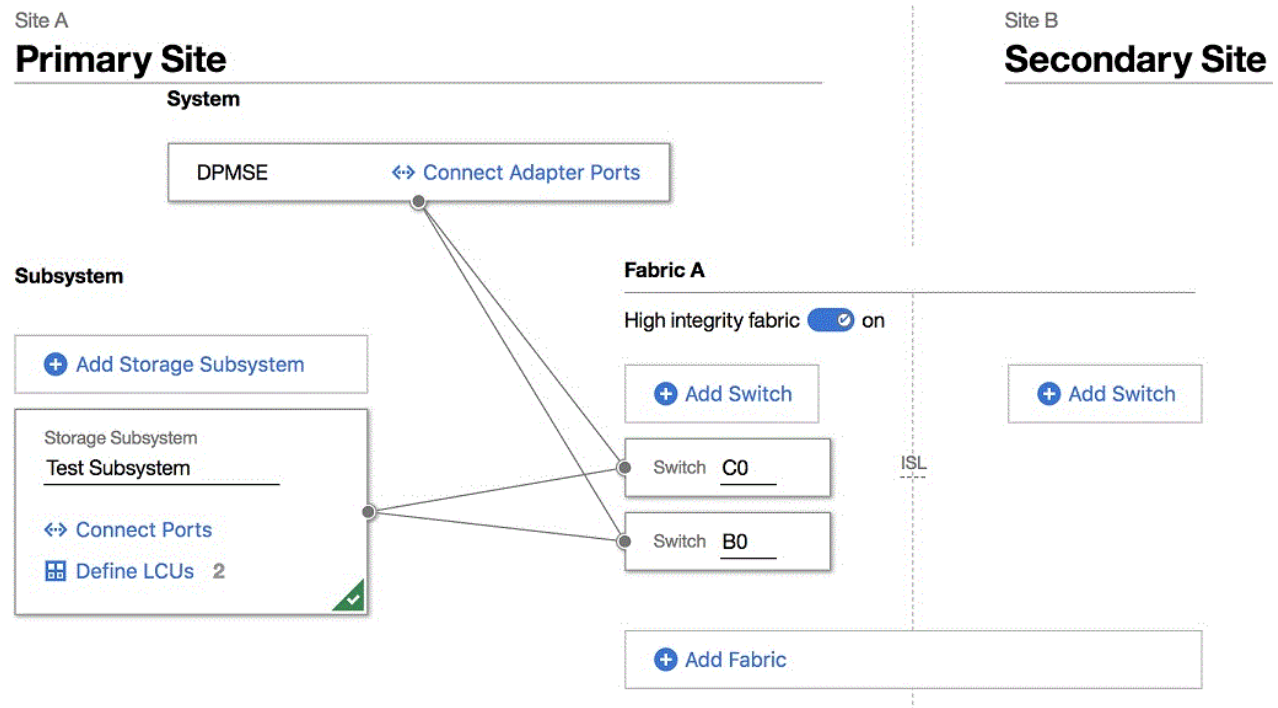 Site A
Primary Site
Site B
Secondary Site
System
DPMSE
Connect Adapter Ports
Subsystem
Add Storage Subsystem
Storage Subsystem
Test Subsystem
Connect Ports
Define LCUs 2
Fabric A
High integrity fabric on
Add Switch
Add Switch
Switch C0
ISL
Switch B0
Add Fabric